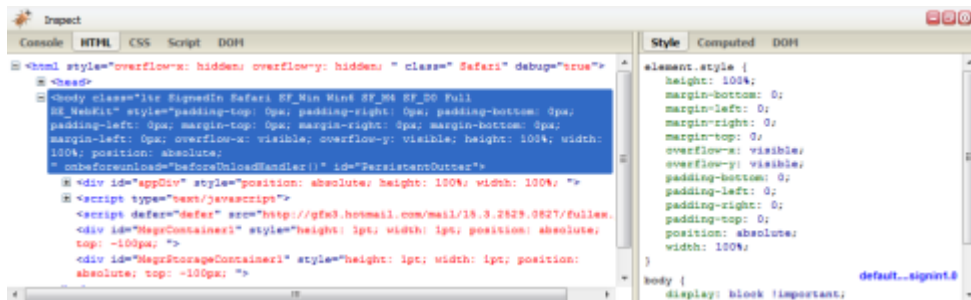 Inspect
Console HTML CSS Script DOM
<html style="overflow-x: hidden; overflow-y: hidden; " class=" Safari" debug="true">
<head>
<body class="ltr SignedIn Safari SF_Win Win6 SF_M4 SF_D0 Full
RE_WebKit" style="padding-top: 0px; padding-right: 0px; padding-bottom: 0px;
padding-left: 0px; margin-top: 0px; margin-right: 0px; margin-bottom: 0px;
margin-left: 0px; overflow-x: visible; overflow-y: visible; height: 100%; width:
100%; position: absolute;
" onbeforeunload="beforeUnloadHandler()" id="PersistentOutter">
<div id="appDiv" style="position: absolute; height: 100%; width: 100%; ">
<script type="text/javascript">
<script defer="defer" src="http://gfx3.hotmail.com/mail/15.3.2529.0827/fullex.
<div id="MsgrContainer1" style="height: 1pt; width: 1pt; position: absolute;
top: -100px; ">
<div id="MsgrStorageContainer1" style="height: 1pt; width: 1pt; position:
absolute; top: -100px; ">
Style Computed DOM
element.style {
height: 100%;
margin-bottom: 0;
margin-left: 0;
margin-right: 0;
margin-top: 0;
overflow-x: visible;
overflow-y: visible;
padding-bottom: 0;
padding-left: 0;
padding-right: 0;
padding-top: 0;
position: absolute;
width: 100%;
}
default...signin1.0
body {
display: block !important;